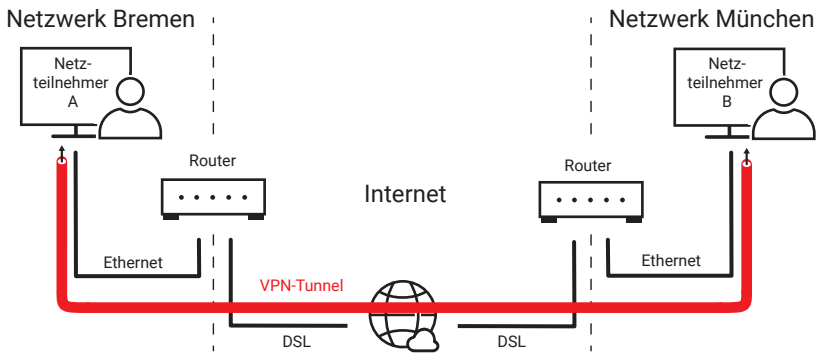 Netzwerk Bremen
Netzwerk München
Netz-
teilnehmer
A
Netz-
teilnehmer
B
Router
Router
Internet
Ethernet
Ethernet
VPN-Tunnel
DSL
DSL